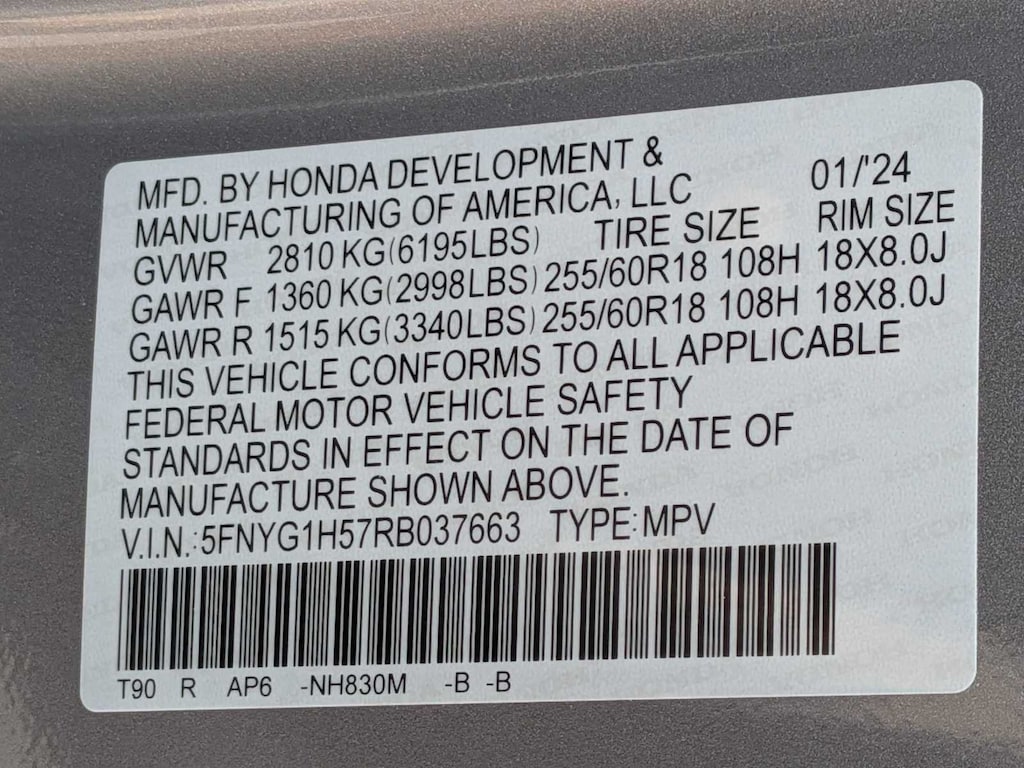 MFD. BY HONDA DEVELOPMENT &
MANUFACTURING OF AMERICA, LLC 01/'24
GVWR 2810 KG(6195LBS) TIRE SIZE RIM SIZE
GAWR F 1360 KG(2998LBS) 255/60R18 108H 18X8.0J
GAWR R 1515 KG(3340LBS) 255/60R18 108H 18X8.0J
THIS VEHICLE CONFORMS TO ALL APPLICABLE
FEDERAL MOTOR VEHICLE SAFETY
STANDARDS IN EFFECT ON THE DATE OF
MANUFACTURE SHOWN ABOVE.
V.I.N.:5FNYG1H57RB037663 TYPE:MPV
T90 R AP6 -NH830M -B -B